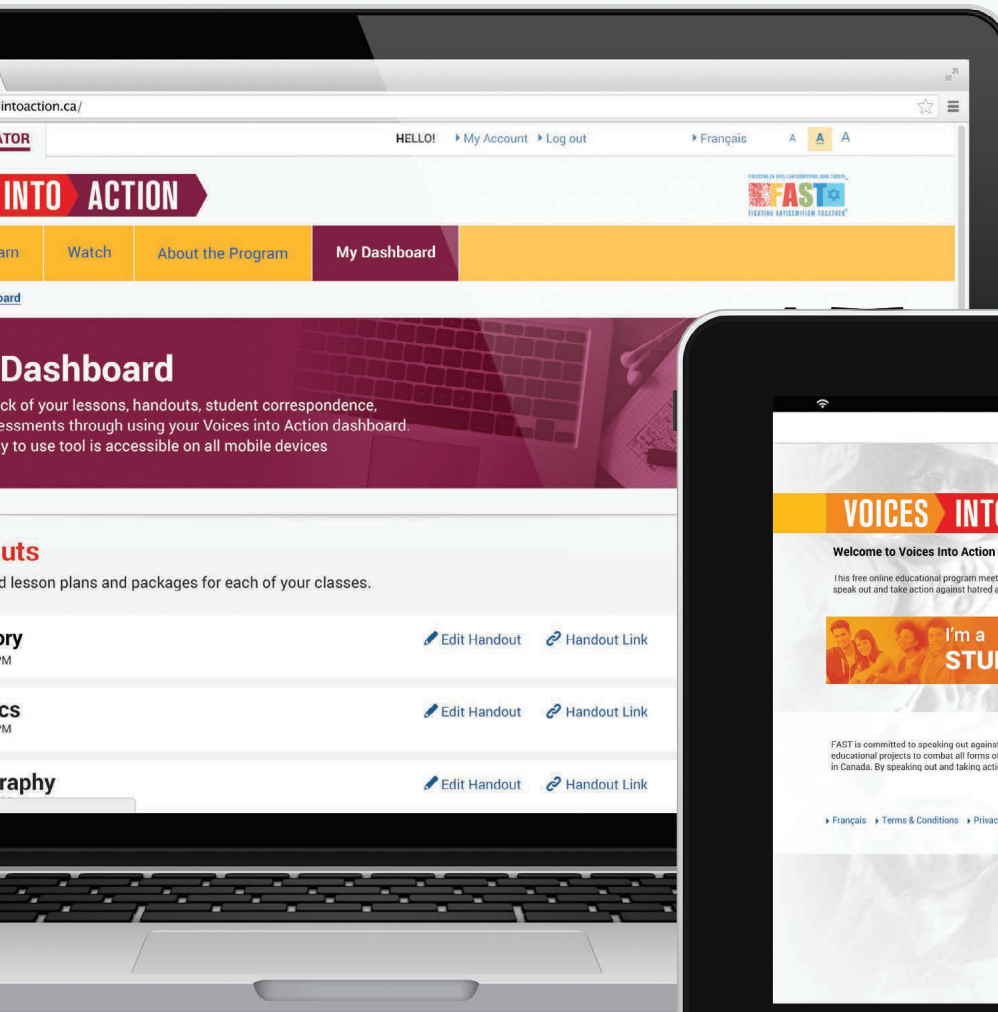 intoaction.ca/
ATOR
HELLO! My Account Log out Français A A A
INTO ACTION
FAST
FIGHTING ANTISEMITISM TOGETHER
arn Watch About the Program My Dashboard
oard
Dashboard
ck of your lessons, handouts, student correspondence,
essments through using your Voices into Action dashboard.
y to use tool is accessible on all mobile devices
uts
d lesson plans and packages for each of your classes.
ory
PM
Edit Handout Handout Link
cs
PM
Edit Handout Handout Link
raphy
Edit Handout Handout Link
VOICES INTO
Welcome to Voices Into Action
This free online educational program meet
speak out and take action against hatred a
I'm a
STU
FAST is committed to speaking out against
educational projects to combat all forms of
in Canada. By speaking out and taking acti
Français Terms & Conditions Privac